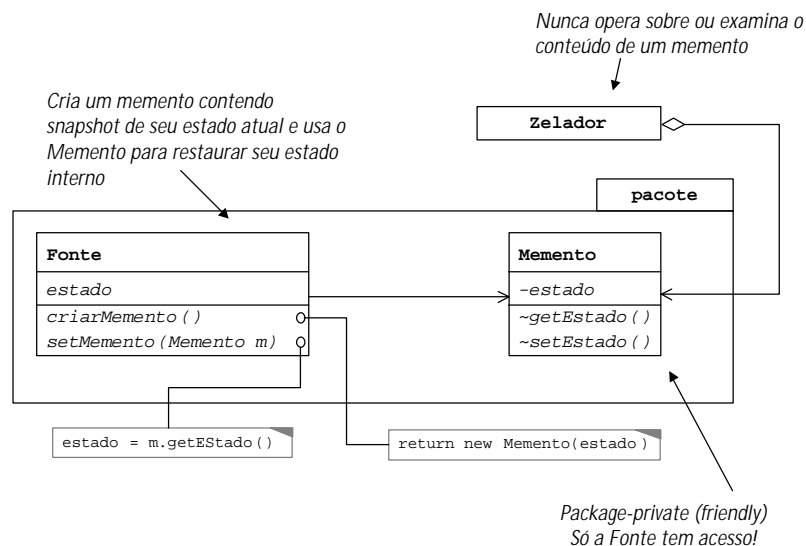 Nunca opera sobre ou examina o
conteúdo de um memento
Cria um memento contendo
snapshot de seu estado atual e usa o
Memento para restaurar seu estado
interno
Zelador
pacote
Fonte
estado
criarMemento()
setMemento(Memento m)
Memento
-estado
~getEstado()
~setEstado()
estado = m.getEStado()
return new Memento(estado)
Package-private (friendly)
Só a Fonte tem acesso!